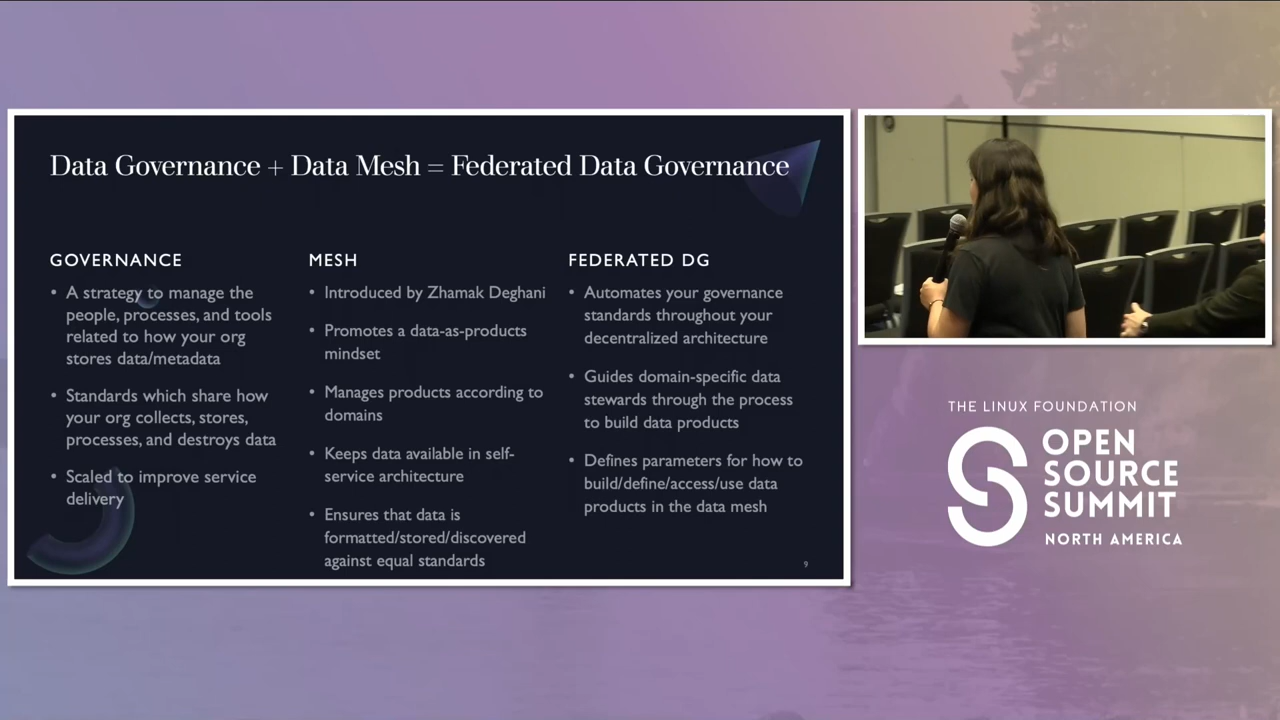 Data Governance + Data Mesh = Federated Data Governance
GOVERNANCE
• A strategy to manage the
people, processes, and tools
related to how your org
stores data/metadata
• Standards which share how
your org collects, stores,
processes, and destroys data
• Scaled to improve service
delivery
MESH
• Introduced by Zhamak Deghani
• Promotes a data-as-products
mindset
• Manages products according to
domains
• Keeps data available in self-
service architecture
• Ensures that data is
formatted/stored/discovered
against equal standards
FEDERATED DG
• Automates your governance
standards throughout your
decentralized architecture
• Guides domain-specific data
stewards through the process
to build data products
• Defines parameters for how to
build/define/access/use data
products in the data mesh
9
THE LINUX FOUNDATION
OPEN
SOURCE
SUMMIT
NORTH AMERICA